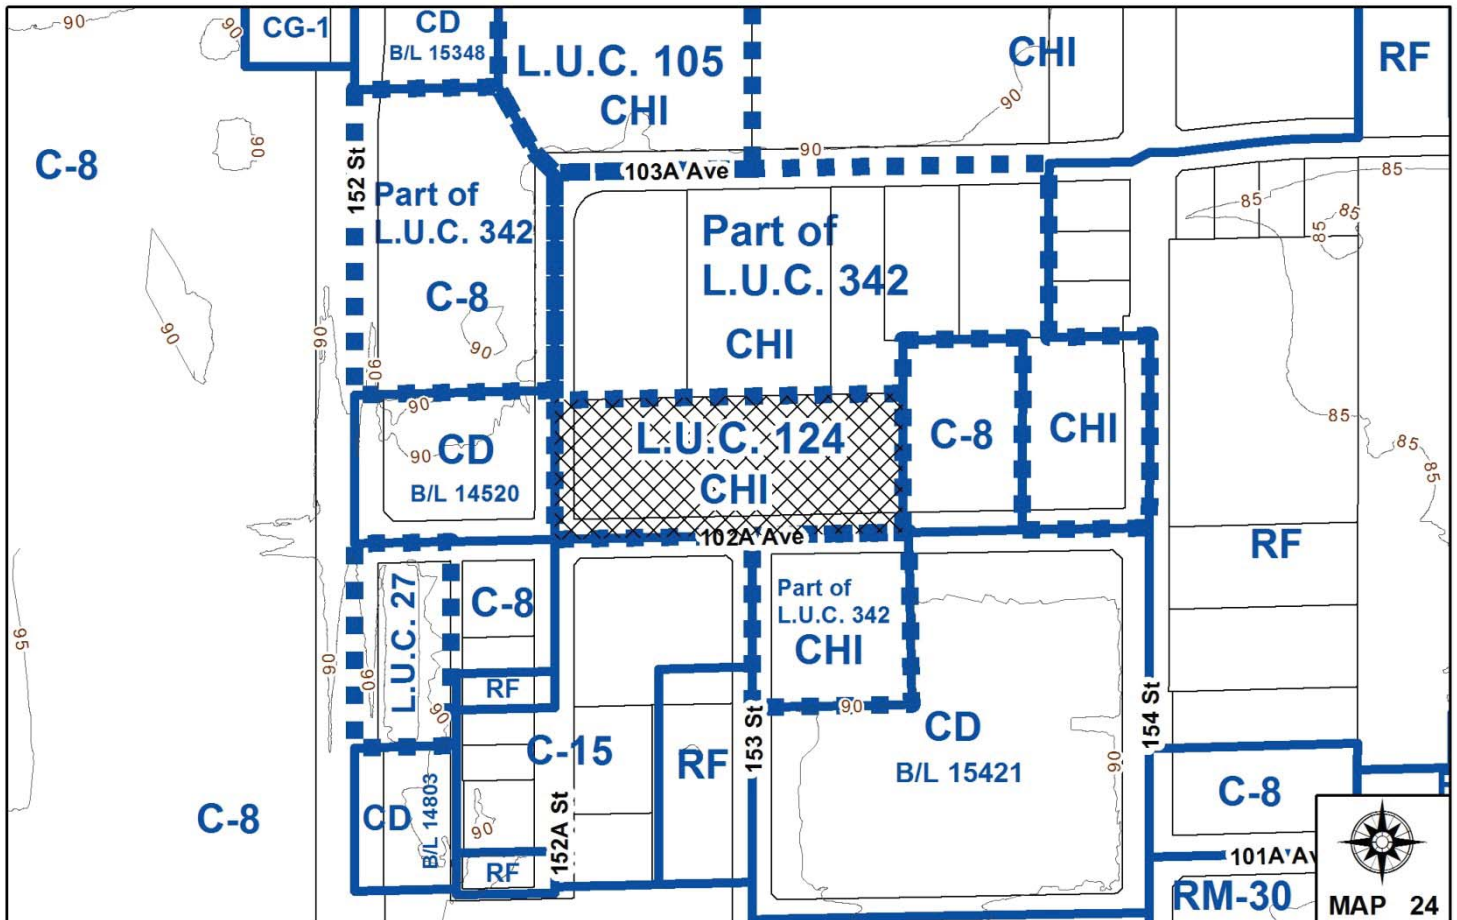 90
90
CG-1
CD
B/L 15348
L.U.C. 105
CHI
CHI
90
RF
C-8
90
152 St
Part of
L.U.C. 342
C-8
90
103A Ave
90
Part of
L.U.C. 342
CHI
85
85
85
85
90
90
90
90
90
CD
B/L 14520
L.U.C. 124
CHI
C-8
CHI
85
85
85
102A Ave
RF
95
L.U.C. 27
C-8
Part of
L.U.C. 342
CHI
90
90
90
RF
90
CD
B/L 15421
90
153 St
154 St
C-15
RF
C-8
CD
B/L 14803
90
152A St
C-8
RF
101A Av
RM-30
MAP 24